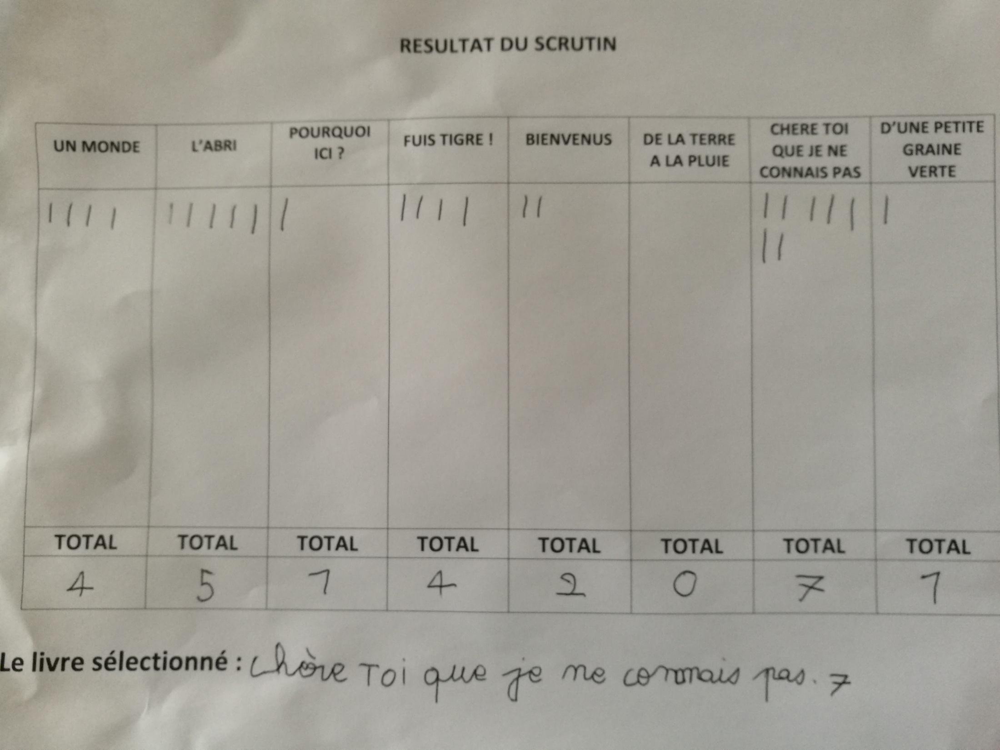 RESULTAT DU SCRUTIN
UN MONDE
L'ABRI
POURQUOI
ICI ?
FUIS TIGRE !
BIENVENUS
DE LA TERRE
A LA PLUIE
CHERE TOI
QUE JE NE
CONNAIS PAS
D'UNE PETITE
GRAINE
VERTE
TOTAL TOTAL TOTAL TOTAL TOTAL TOTAL TOTAL TOTAL
4 5 1 4 2 0 7 1
Le livre sélectionné : Chère Toi que je ne connais pas. 7